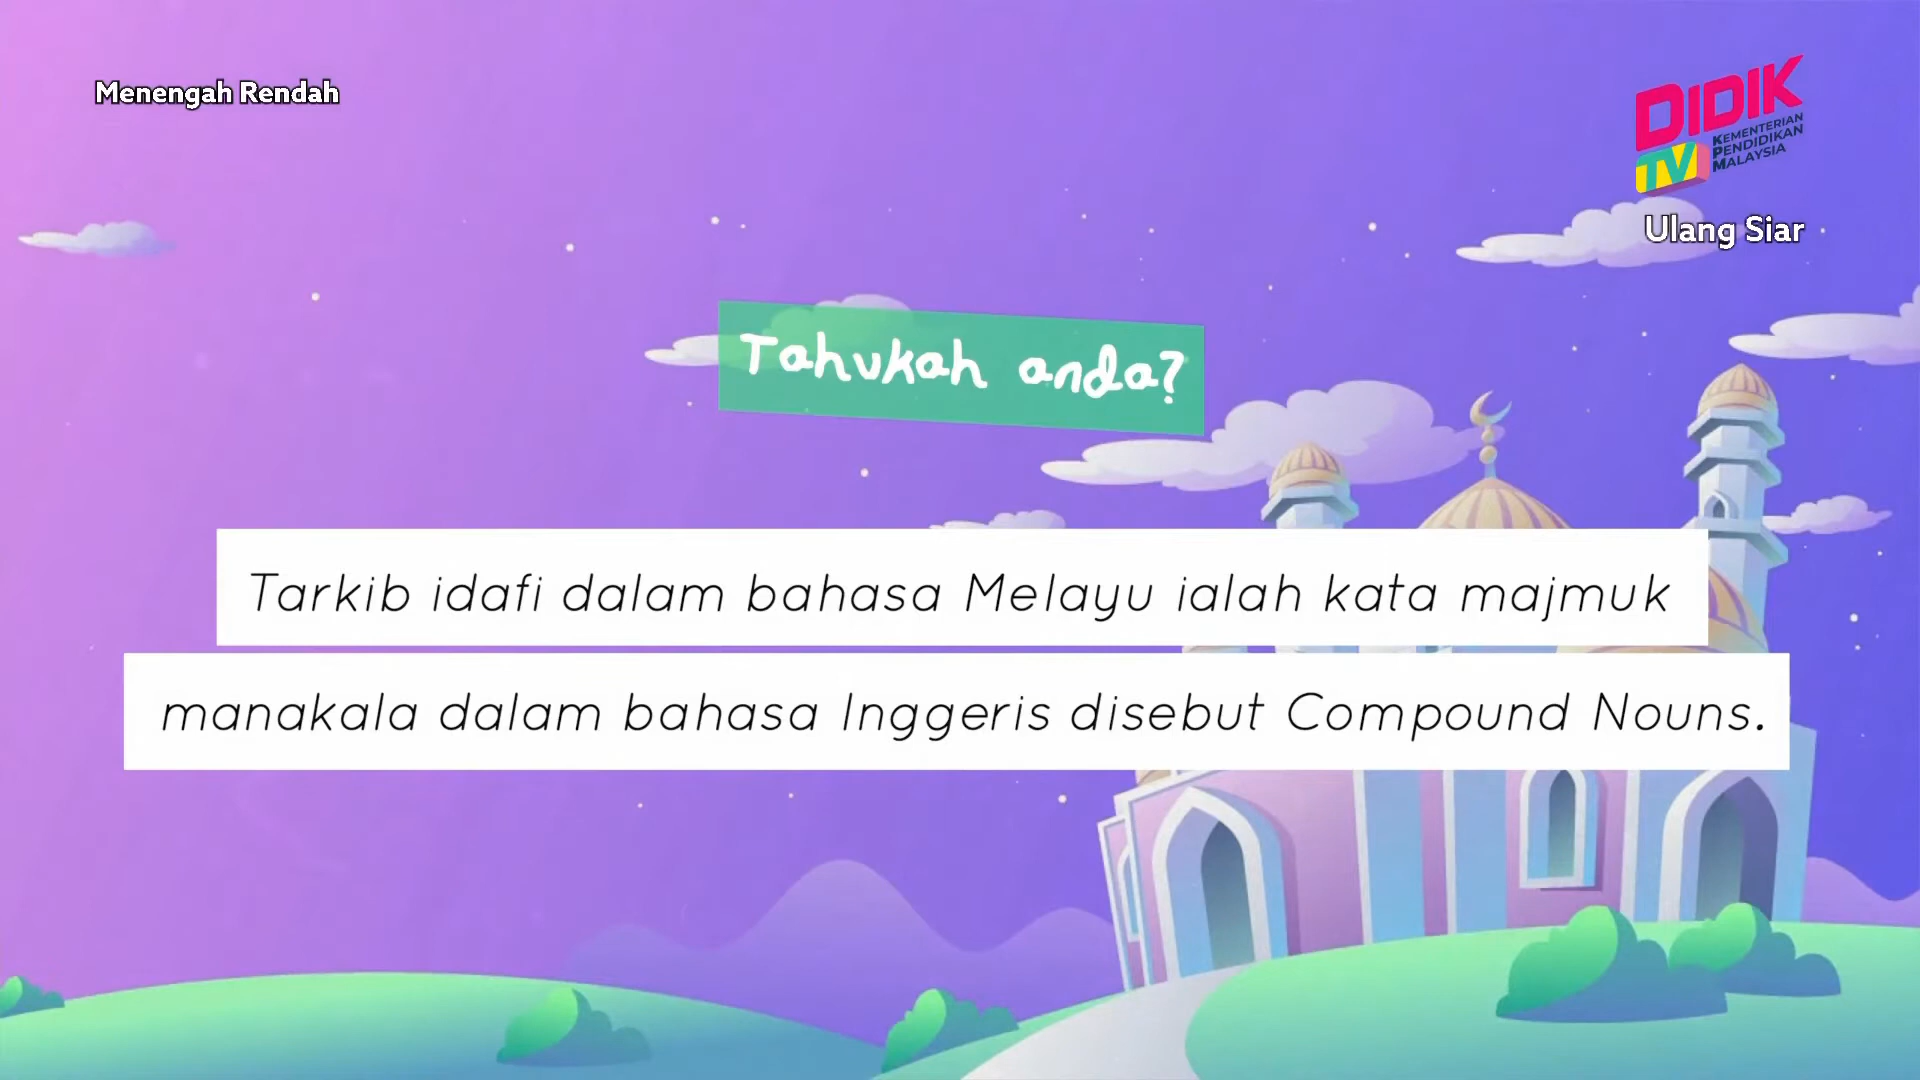 Menengah Rendah
DIDIK
TV
KEMENTERIAN
PENDIDIKAN
MALAYSIA
Ulang Siar
Tahukah anda?
Tarkib idafi dalam bahasa Melayu ialah kata majmuk
manakala dalam bahasa Inggeris disebut Compound Nouns.